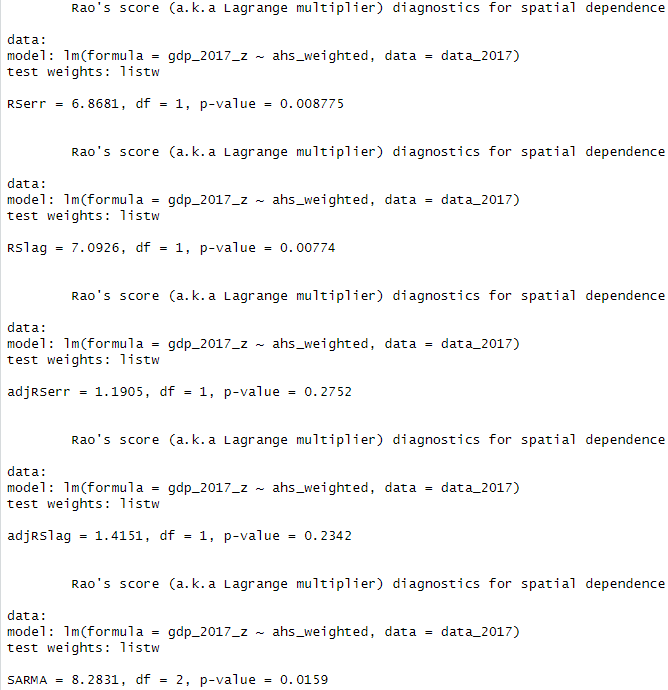 Rao's score (a.k.a Lagrange multiplier) diagnostics for spatial dependence
data:
model: lm(formula = gdp_2017_z ~ ahs_weighted, data = data_2017)
test weights: listw
RSerr = 6.8681, df = 1, p-value = 0.008775
Rao's score (a.k.a Lagrange multiplier) diagnostics for spatial dependence
data:
model: lm(formula = gdp_2017_z ~ ahs_weighted, data = data_2017)
test weights: listw
RSlag = 7.0926, df = 1, p-value = 0.00774
Rao's score (a.k.a Lagrange multiplier) diagnostics for spatial dependence
data:
model: lm(formula = gdp_2017_z ~ ahs_weighted, data = data_2017)
test weights: listw
adjRSerr = 1.1905, df = 1, p-value = 0.2752
Rao's score (a.k.a Lagrange multiplier) diagnostics for spatial dependence
data:
model: lm(formula = gdp_2017_z ~ ahs_weighted, data = data_2017)
test weights: listw
adjRSlag = 1.4151, df = 1, p-value = 0.2342
Rao's score (a.k.a Lagrange multiplier) diagnostics for spatial dependence
data:
model: lm(formula = gdp_2017_z ~ ahs_weighted, data = data_2017)
test weights: listw
SARMA = 8.2831, df = 2, p-value = 0.0159